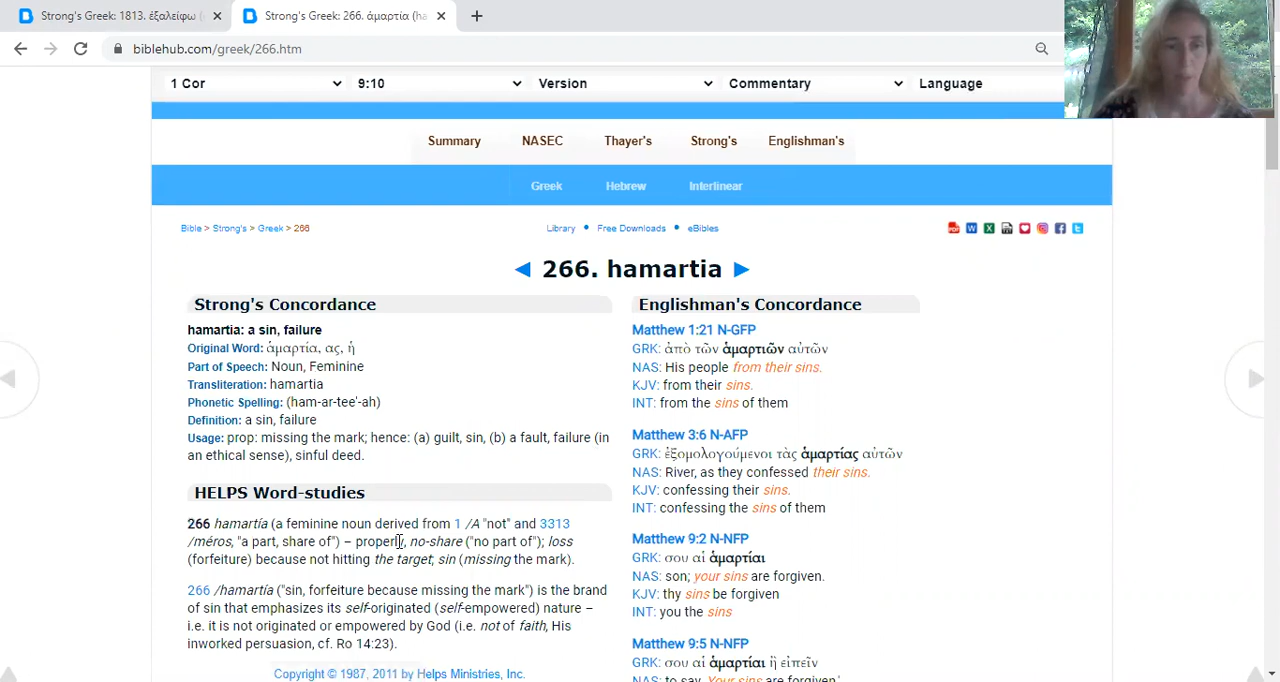 Strong's Greek: 1813. ἐξαλείφω (
Strong's Greek: 266. ἁμαρτία (ha
biblehub.com/greek/266.htm
1 Cor 9:10 Version Commentary Language
Summary NASEC Thayer's Strong's Englishman's
Greek Hebrew Interlinear
Bible > Strong's > Greek > 266
Library • Free Downloads • eBibles
◄ 266. hamartia ►
Strong's Concordance
hamartia: a sin, failure
Original Word: ἁμαρτία, ας, ἡ
Part of Speech: Noun, Feminine
Transliteration: hamartia
Phonetic Spelling: (ham-ar-tee'-ah)
Definition: a sin, failure
Usage: prop: missing the mark; hence: (a) guilt, sin, (b) a fault, failure (in
an ethical sense), sinful deed.
HELPS Word-studies
266 hamartía (a feminine noun derived from 1 /A "not" and 3313
/méros, "a part, share of") – properly, no-share ("no part of"); loss
(forfeiture) because not hitting the target; sin (missing the mark).
266 /hamartía ("sin, forfeiture because missing the mark") is the brand
of sin that emphasizes its self-originated (self-empowered) nature –
i.e. it is not originated or empowered by God (i.e. not of faith, His
inworked persuasion, cf. Ro 14:23).
Copyright © 1987, 2011 by Helps Ministries, Inc.
Englishman's Concordance
Matthew 1:21 N-GFP
GRK: ἀπὸ τῶν ἁμαρτιῶν αὐτῶν
NAS: His people from their sins.
KJV: from their sins.
INT: from the sins of them
Matthew 3:6 N-AFP
GRK: ἐξομολογούμενοι τὰς ἁμαρτίας αὐτῶν
NAS: River, as they confessed their sins.
KJV: confessing their sins.
INT: confessing the sins of them
Matthew 9:2 N-NFP
GRK: σου αἱ ἁμαρτίαι
NAS: son; your sins are forgiven.
KJV: thy sins be forgiven
INT: you the sins
Matthew 9:5 N-NFP
GRK: σου αἱ ἁμαρτίαι ἢ εἰπεῖν
NAS: to say, Your sins are forgiven,'